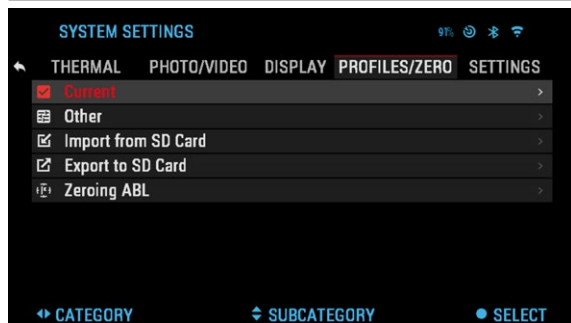 SYSTEM SETTINGS 91%
THERMAL PHOTO/VIDEO DISPLAY PROFILES/ZERO SETTINGS
Current
Other
Import from SD Card
Export to SD Card
Zeroing ABL
CATEGORY SUBCATEGORY SELECT